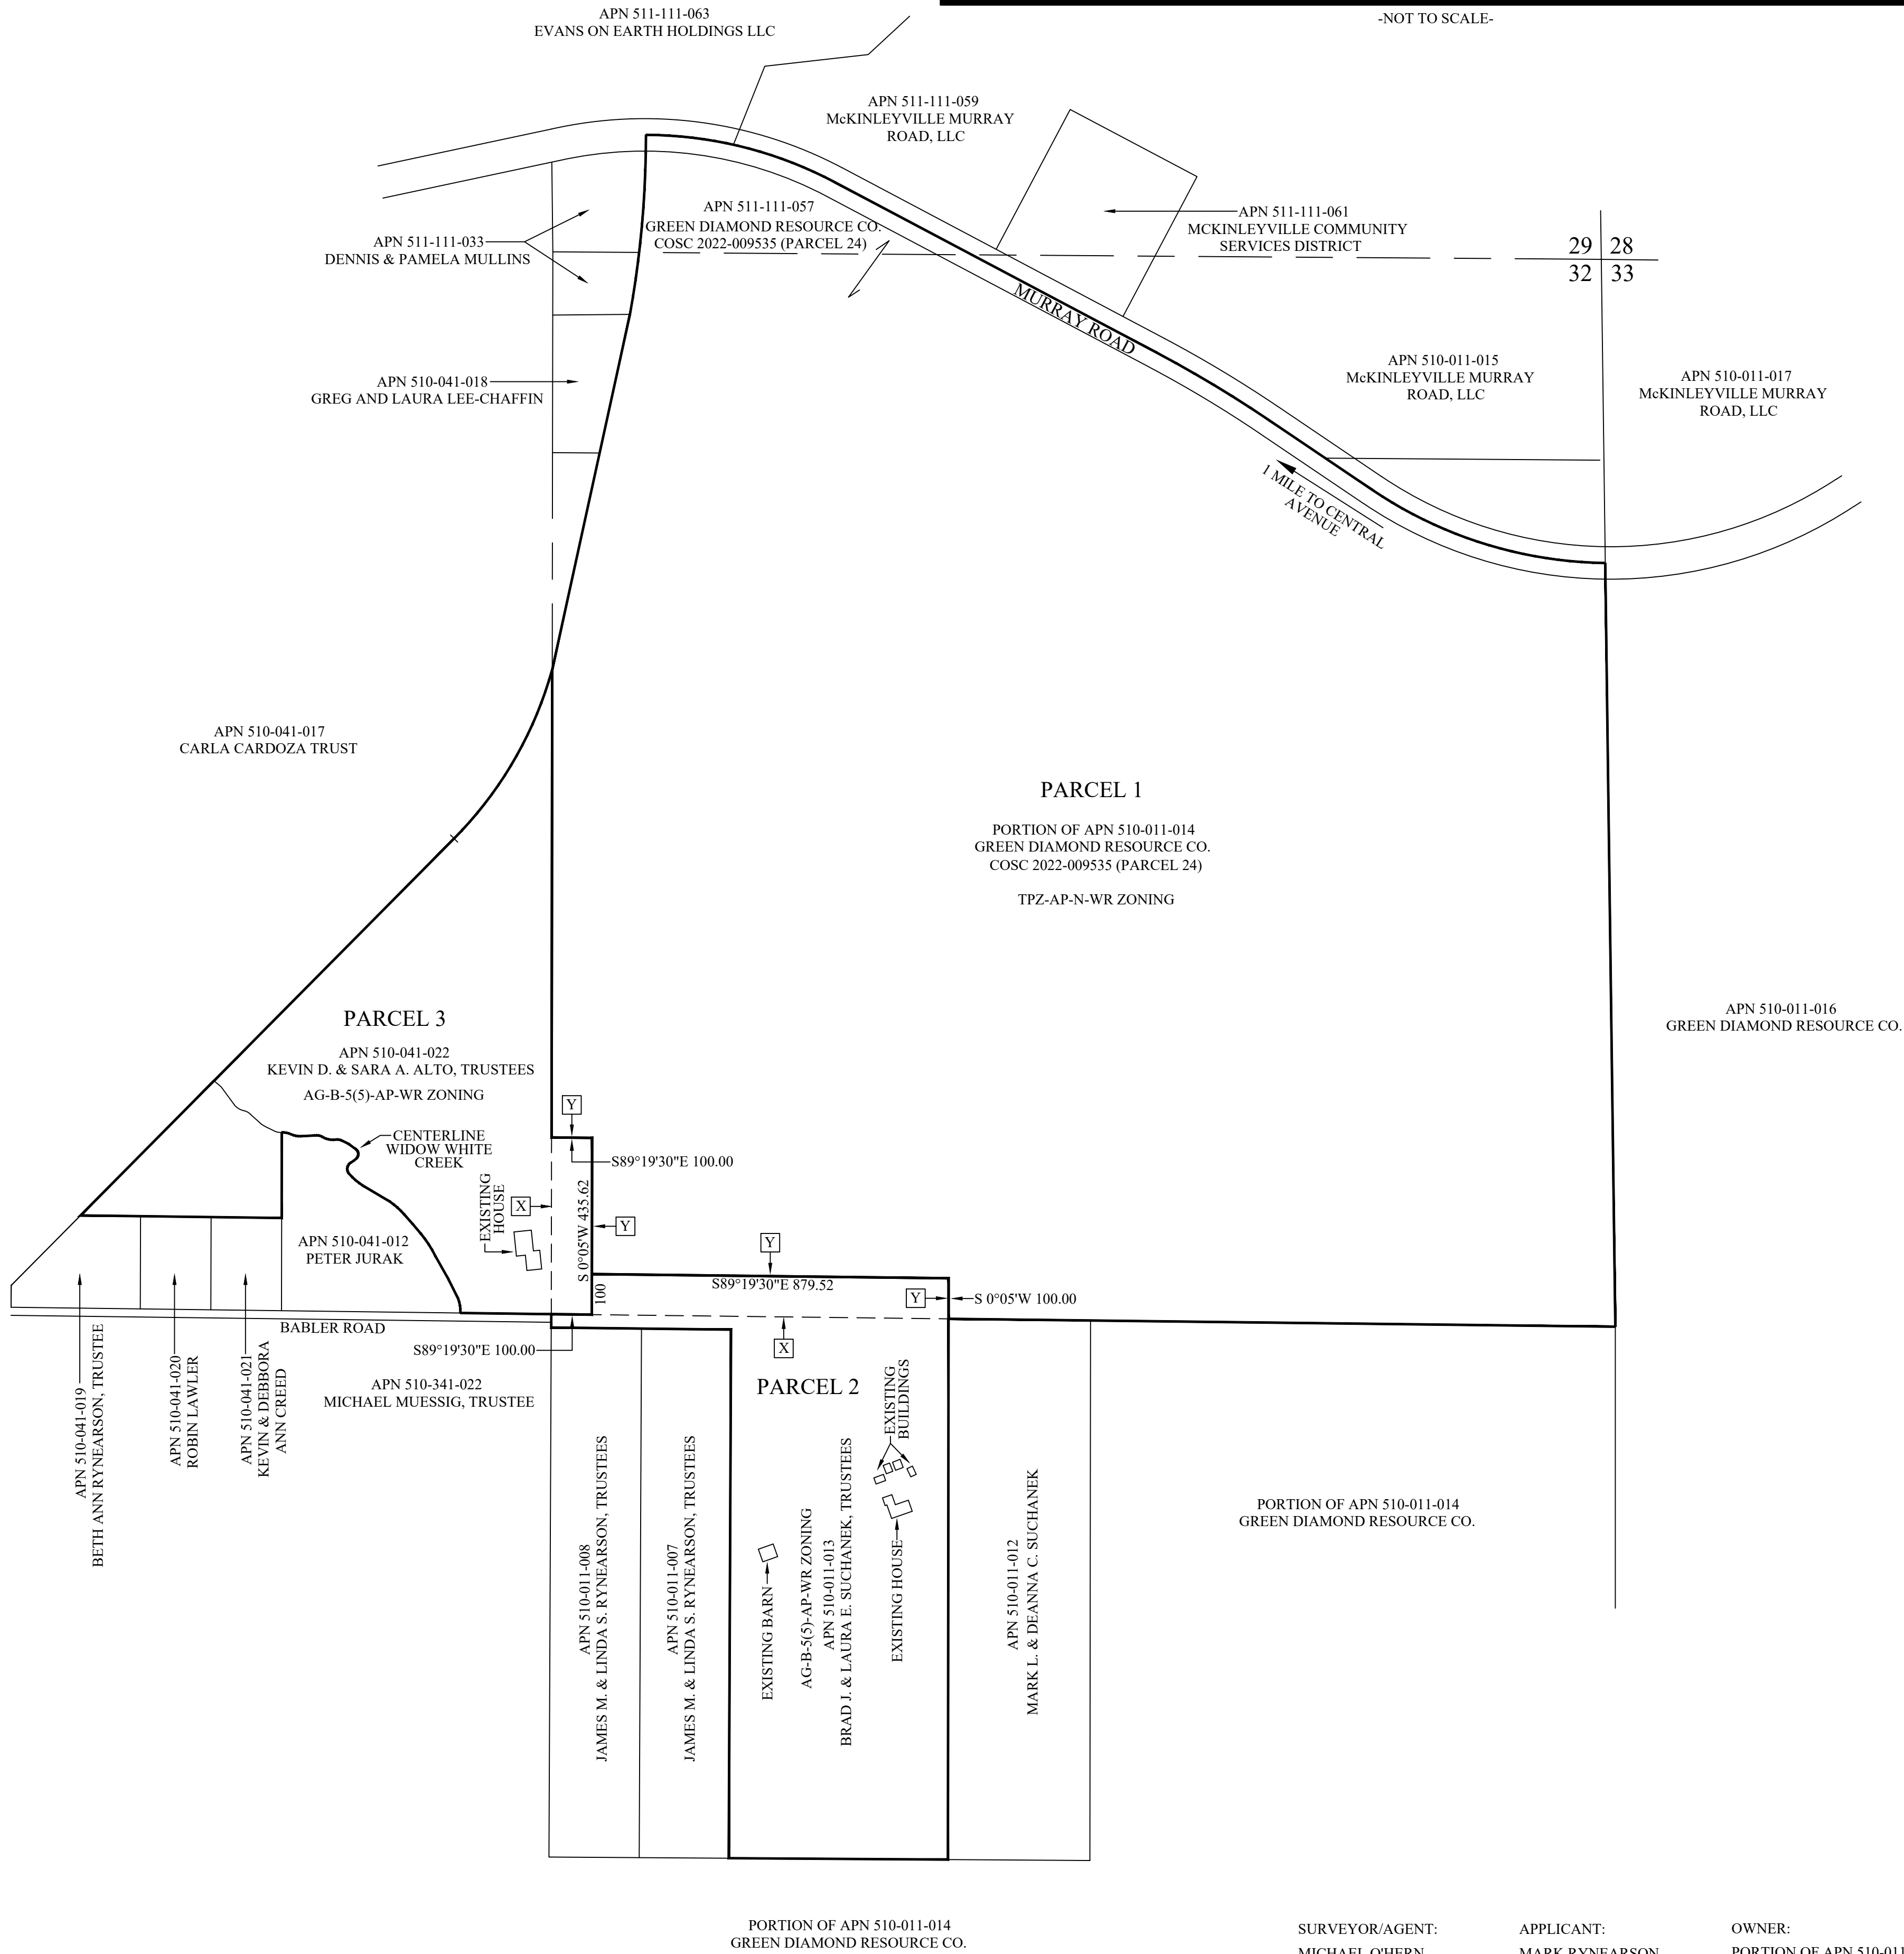 APN 511-111-063
EVANS ON EARTH HOLDINGS LLC
-NOT TO SCALE-
APN 511-111-059
McKINLEYVILLE MURRAY
ROAD, LLC
APN 511-111-057
GREEN DIAMOND RESOURCE CO.
COSC 2022-009535 (PARCEL 24)
APN 511-111-061
MCKINLEYVILLE COMMUNITY
SERVICES DISTRICT
APN 511-111-033
DENNIS & PAMELA MULLINS
29 28
32 33
MURRAY ROAD
APN 510-041-018
GREG AND LAURA LEE-CHAFFIN
APN 510-011-015
McKINLEYVILLE MURRAY
ROAD, LLC
APN 510-011-017
McKINLEYVILLE MURRAY
ROAD, LLC
1 MILE TO CENTRAL
AVENUE
APN 510-041-017
CARLA CARDOZA TRUST
PARCEL 1
PORTION OF APN 510-011-014
GREEN DIAMOND RESOURCE CO.
COSC 2022-009535 (PARCEL 24)
TPZ-AP-N-WR ZONING
APN 510-011-016
GREEN DIAMOND RESOURCE CO.
PARCEL 3
APN 510-041-022
KEVIN D. & SARA A. ALTO, TRUSTEES
AG-B-5(5)-AP-WR ZONING
Y
CENTERLINE
WIDOW WHITE
CREEK
S89°19'30"E 100.00
EXISTING
HOUSE
X
S 0°05'W 435.62
Y
APN 510-041-012
PETER JURAK
Y
S89°19'30"E 879.52
100
Y
S 0°05'W 100.00
BABLER ROAD
X
S89°19'30"E 100.00
APN 510-341-022
MICHAEL MUESSIG, TRUSTEE
APN 510-041-019
BETH ANN RYNEARSON, TRUSTEE
APN 510-041-020
ROBIN LAWLER
APN 510-041-021
KEVIN & DEBBORA
ANN CREED
PARCEL 2
EXISTING
BUILDINGS
APN 510-011-008
JAMES M. & LINDA S. RYNEARSON, TRUSTEES
APN 510-011-007
JAMES M. & LINDA S. RYNEARSON, TRUSTEES
EXISTING BARN
AG-B-5(5)-AP-WR ZONING
APN 510-011-013
BRAD J. & LAURA E. SUCHANEK, TRUSTEES
EXISTING HOUSE
APN 510-011-012
MARK L. & DEANNA C. SUCHANEK
PORTION OF APN 510-011-014
GREEN DIAMOND RESOURCE CO.
PORTION OF APN 510-011-014
GREEN DIAMOND RESOURCE CO.
SURVEYOR/AGENT:
MICHAEL O'HERN
APPLICANT:
MARK RYNEARSON
OWNER:
PORTION OF APN 510-011